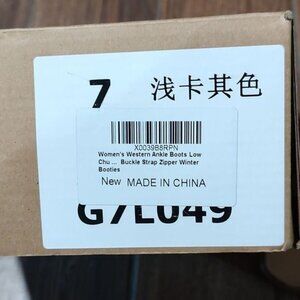 7 浅卡其色
X0039B8RPN
Women's Western Ankle Boots Low
Chu ... Buckle Strap Zipper Winter
Booties
New MADE IN CHINA
G7L049